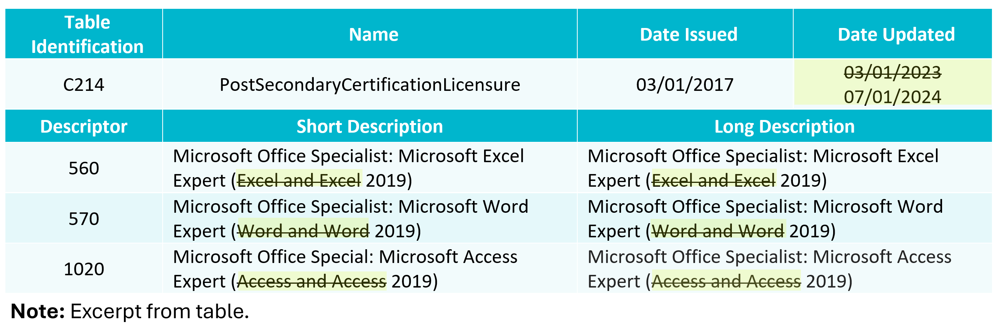 Table
Identification
Name
Date Issued
Date Updated
C214
PostSecondaryCertificationLicensure
03/01/2017
03/01/2023
07/01/2024
Descriptor
Short Description
Long Description
560
Microsoft Office Specialist: Microsoft Excel
Expert (Excel and Excel 2019)
Microsoft Office Specialist: Microsoft Excel
Expert (Excel and Excel 2019)
570
Microsoft Office Specialist: Microsoft Word
Expert (Word and Word 2019)
Microsoft Office Specialist: Microsoft Word
Expert (Word and Word 2019)
1020
Microsoft Office Special: Microsoft Access
Expert (Access and Access 2019)
Microsoft Office Specialist: Microsoft Access
Expert (Access and Access 2019)
Note: Excerpt from table.